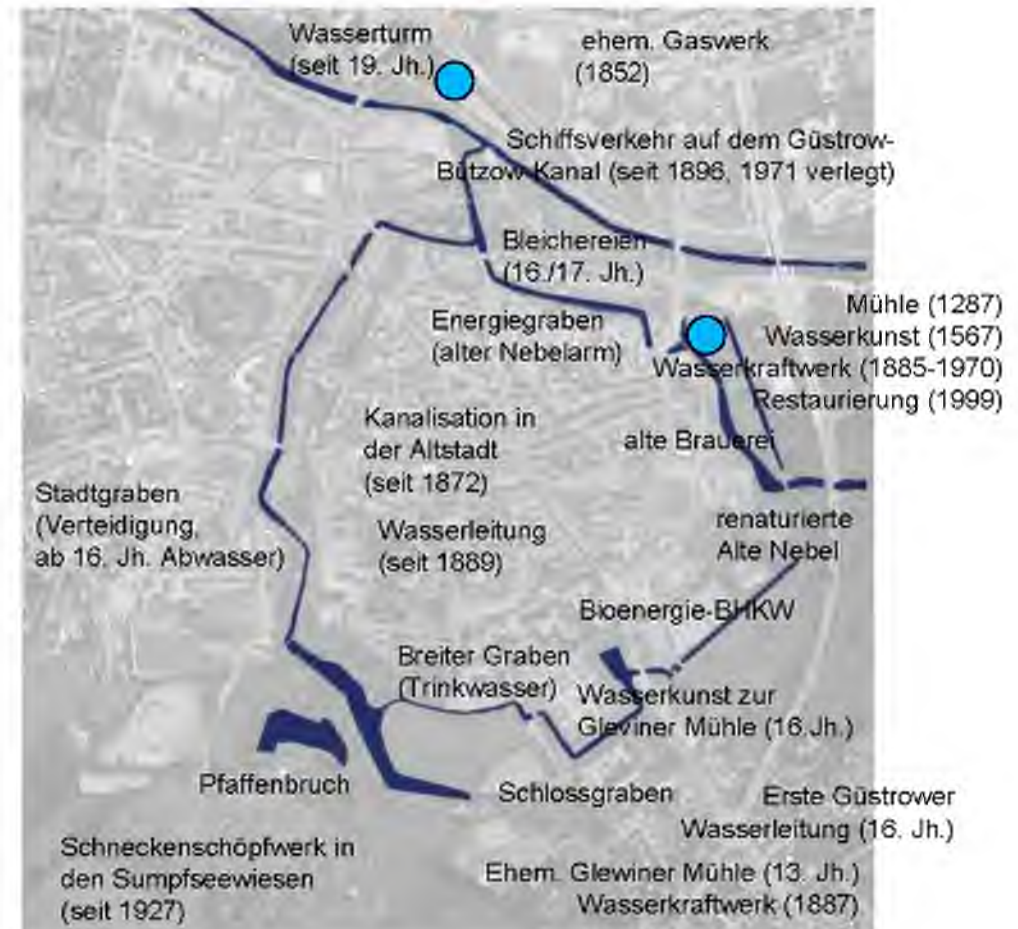 Wasserturm
(seit 19. Jh.)
ehem. Gaswerk
(1852)
Schiffsverkehr auf dem Güstrow-
Bützow-Kanal (seit 1896, 1971 verlegt)
Bleichereien
(16./17. Jh.)
Energiegraben
(alter Nebelarm)
Mühle (1287)
Wasserkunst (1567)
Wasserkraftwerk (1885-1970)
Restaurierung (1999)
Kanalisation in
der Altstadt
(seit 1872)
alte Brauerei
Stadtgraben
(Verteidigung,
ab 16. Jh. Abwasser)
Wasserleitung
(seit 1889)
renaturierte
Alte Nebel
Bioenergie-BHKW
Breiter Graben
(Trinkwasser)
Wasserkunst zur
Gleviner Mühle (16.Jh.)
Pfaffenbruch
Schlossgraben
Erste Güstrower
Wasserleitung (16. Jh.)
Schneckenschöpfwerk in
den Sumpfseewiesen
(seit 1927)
Ehem. Glewiner Mühle (13. Jh.)
Wasserkraftwerk (1887)